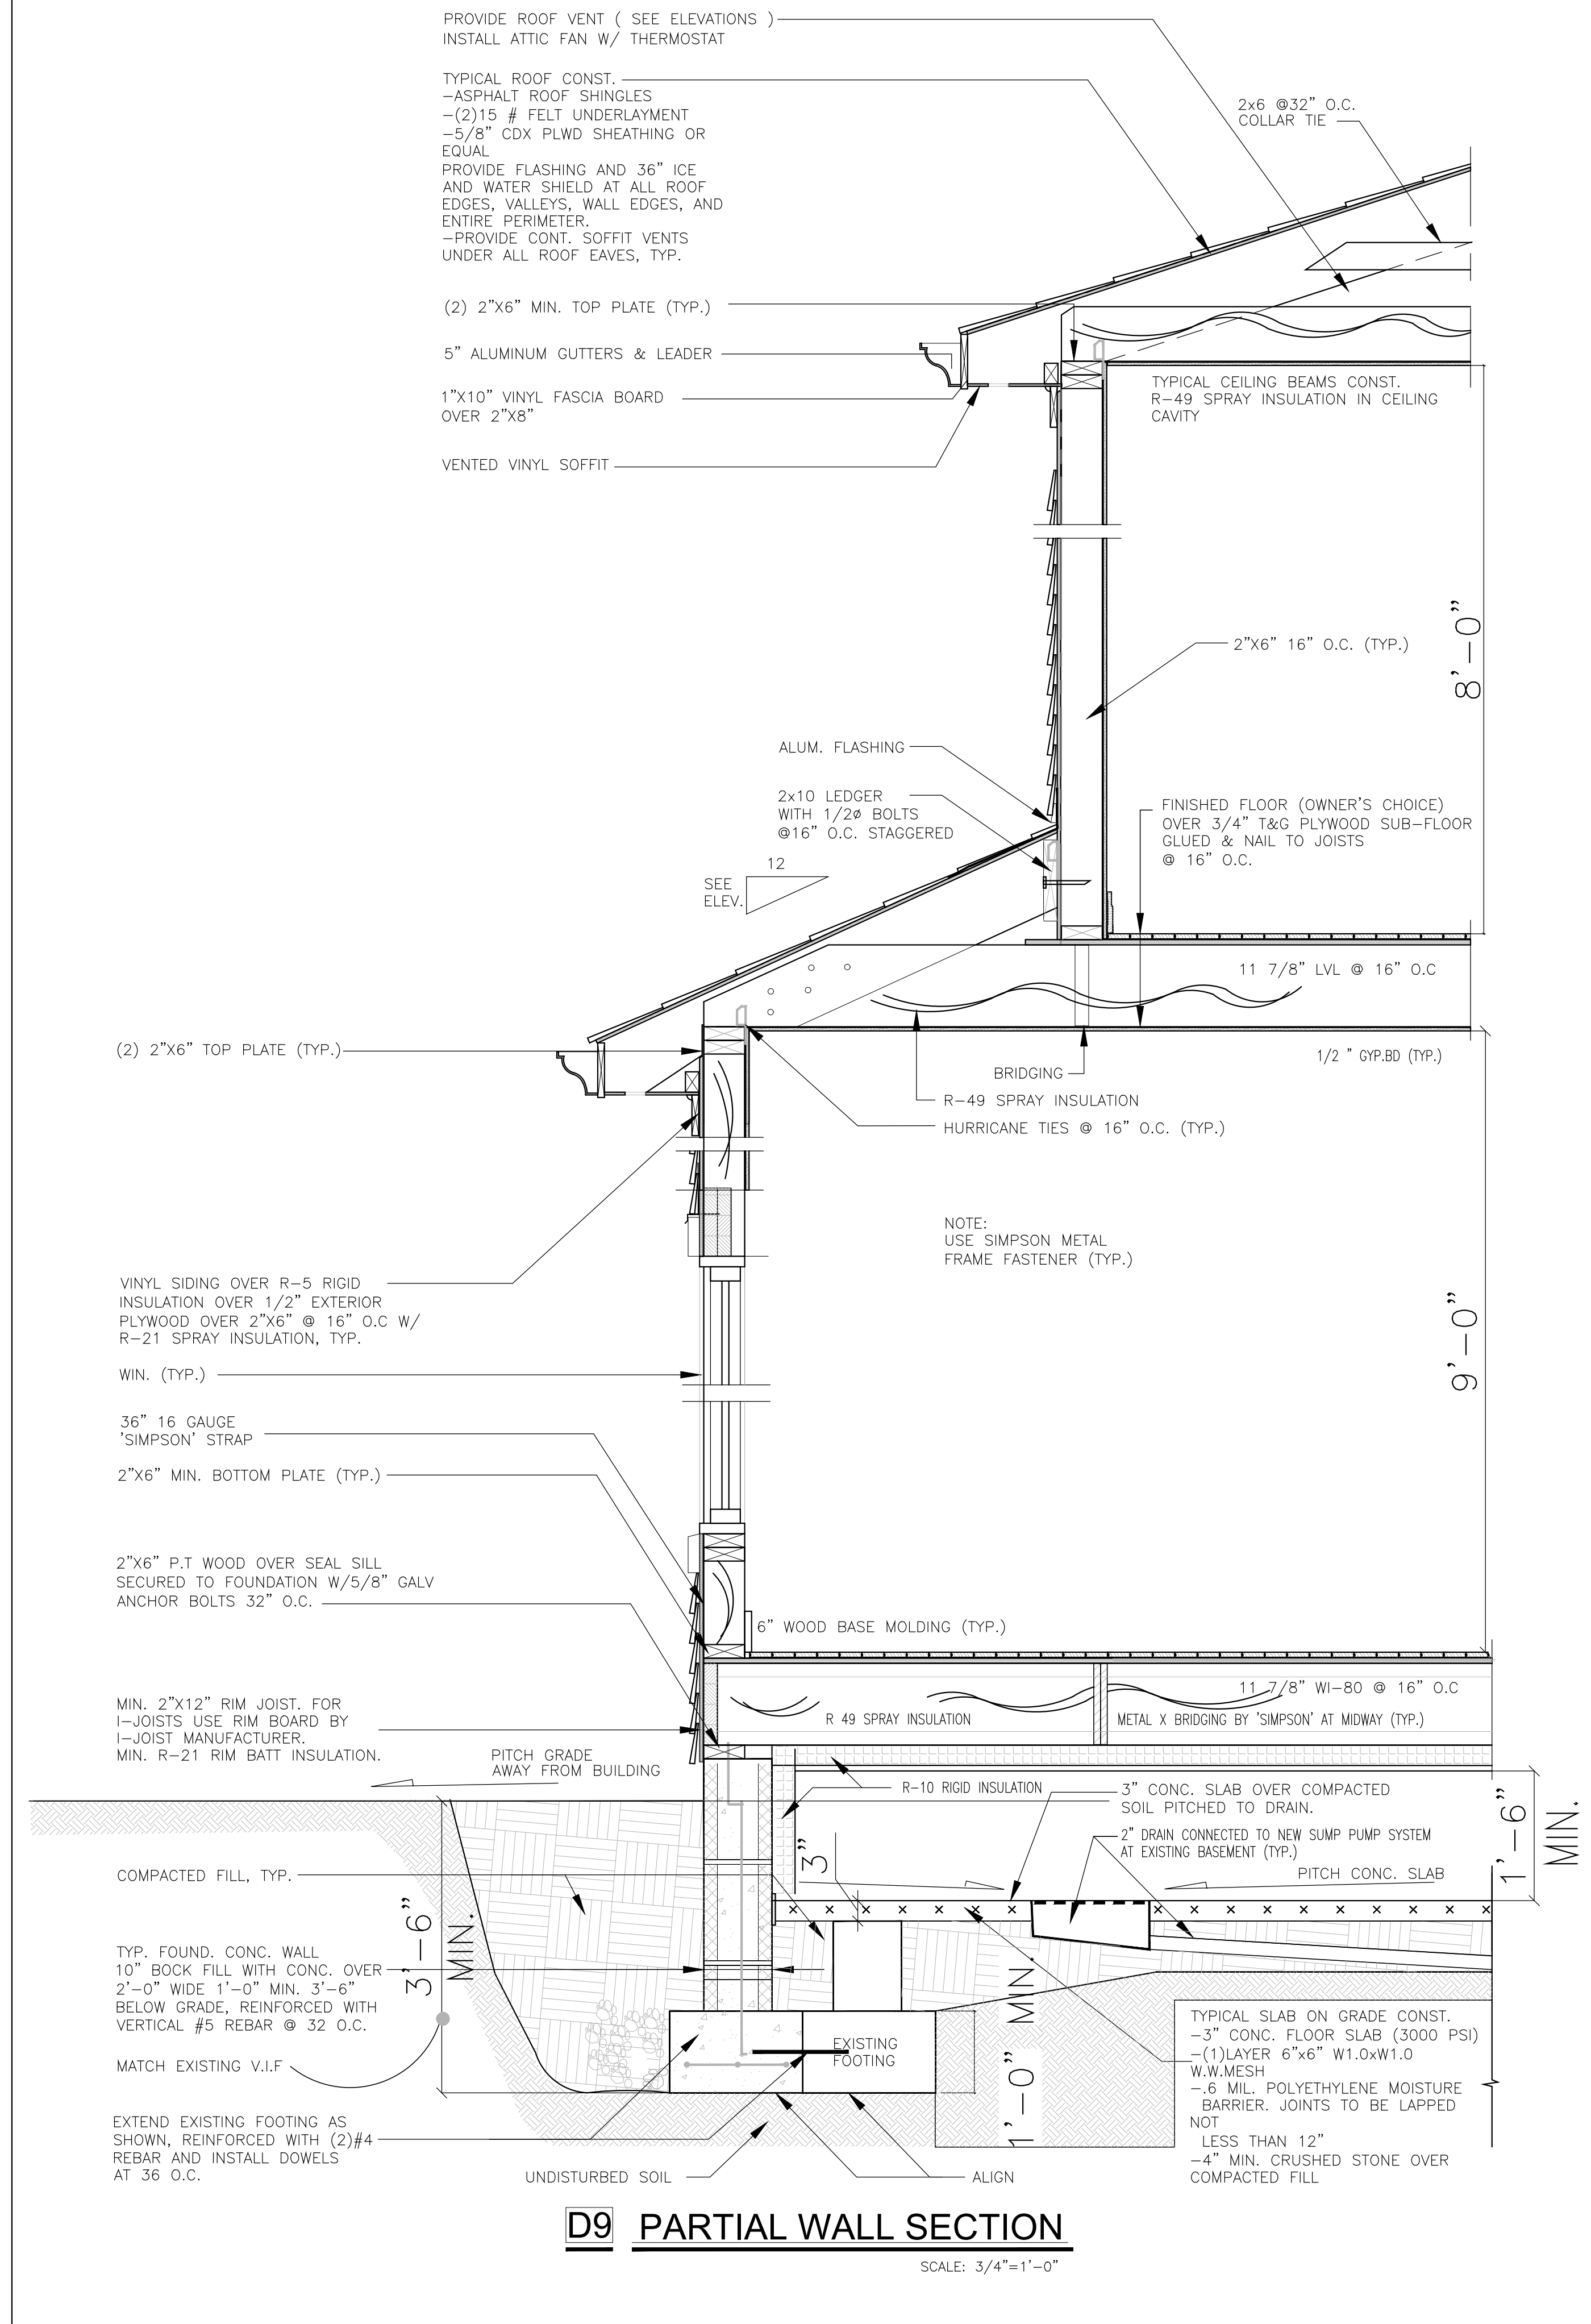 PROVIDE ROOF VENT ( SEE ELEVATIONS )
INSTALL ATTIC FAN W/ THERMOSTAT
TYPICAL ROOF CONST.
-ASPHALT ROOF SHINGLES
-(2)15 # FELT UNDERLAYMENT
-5/8" CDX PLWD SHEATHING OR
EQUAL
PROVIDE FLASHING AND 36" ICE
AND WATER SHIELD AT ALL ROOF
EDGES, VALLEYS, WALL EDGES, AND
ENTIRE PERIMETER.
-PROVIDE CONT. SOFFIT VENTS
UNDER ALL ROOF EAVES, TYP.
2x6 @32" O.C.
COLLAR TIE
(2) 2"X6" MIN. TOP PLATE (TYP.)
5" ALUMINUM GUTTERS & LEADER
1"X10" VINYL FASCIA BOARD
OVER 2"X8"
VENTED VINYL SOFFIT
TYPICAL CEILING BEAMS CONST.
R-49 SPRAY INSULATION IN CEILING
CAVITY
2"X6" 16" O.C. (TYP.)
8'-0"
ALUM. FLASHING
2x10 LEDGER
WITH 1/2ø BOLTS
@16" O.C. STAGGERED
FINISHED FLOOR (OWNER'S CHOICE)
OVER 3/4" T&G PLYWOOD SUB-FLOOR
GLUED & NAIL TO JOISTS
@ 16" O.C.
12
SEE
ELEV.
11 7/8" LVL @ 16" O.C
(2) 2"X6" TOP PLATE (TYP.)
1/2 " GYP.BD (TYP.)
BRIDGING
R-49 SPRAY INSULATION
HURRICANE TIES @ 16" O.C. (TYP.)
NOTE:
USE SIMPSON METAL
FRAME FASTENER (TYP.)
VINYL SIDING OVER R-5 RIGID
INSULATION OVER 1/2" EXTERIOR
PLYWOOD OVER 2"X6" @ 16" O.C W/
R-21 SPRAY INSULATION, TYP.
9'-0"
WIN. (TYP.)
36" 16 GAUGE
'SIMPSON' STRAP
2"X6" MIN. BOTTOM PLATE (TYP.)
2"X6" P.T WOOD OVER SEAL SILL
SECURED TO FOUNDATION W/5/8" GALV
ANCHOR BOLTS 32" O.C.
6" WOOD BASE MOLDING (TYP.)
11 7/8" WI-80 @ 16" O.C
R 49 SPRAY INSULATION
METAL X BRIDGING BY 'SIMPSON' AT MIDWAY (TYP.)
MIN. 2"X12" RIM JOIST. FOR
I-JOISTS USE RIM BOARD BY
I-JOIST MANUFACTURER.
MIN. R-21 RIM BATT INSULATION.
PITCH GRADE
AWAY FROM BUILDING
R-10 RIGID INSULATION
3" CONC. SLAB OVER COMPACTED
SOIL PITCHED TO DRAIN.
2" DRAIN CONNECTED TO NEW SUMP PUMP SYSTEM
AT EXISTING BASEMENT (TYP.)
PITCH CONC. SLAB
1'-6"
MIN.
3"
COMPACTED FILL, TYP.
3'-6"
MIN.
TYP. FOUND. CONC. WALL
10" BOCK FILL WITH CONC. OVER
2'-0" WIDE 1'-0" MIN. 3'-6"
BELOW GRADE, REINFORCED WITH
VERTICAL #5 REBAR @ 32 O.C.
MATCH EXISTING V.I.F
EXISTING
FOOTING
1'-0" MIN.
TYPICAL SLAB ON GRADE CONST.
-3" CONC. FLOOR SLAB (3000 PSI)
-(1)LAYER 6"x6" W1.0xW1.0
W.W.MESH
-.6 MIL. POLYETHYLENE MOISTURE
BARRIER. JOINTS TO BE LAPPED
NOT
LESS THAN 12"
-4" MIN. CRUSHED STONE OVER
COMPACTED FILL
EXTEND EXISTING FOOTING AS
SHOWN, REINFORCED WITH (2)#4
REBAR AND INSTALL DOWELS
AT 36 O.C.
UNDISTURBED SOIL
ALIGN
D9 PARTIAL WALL SECTION
SCALE: 3/4"=1'-0"